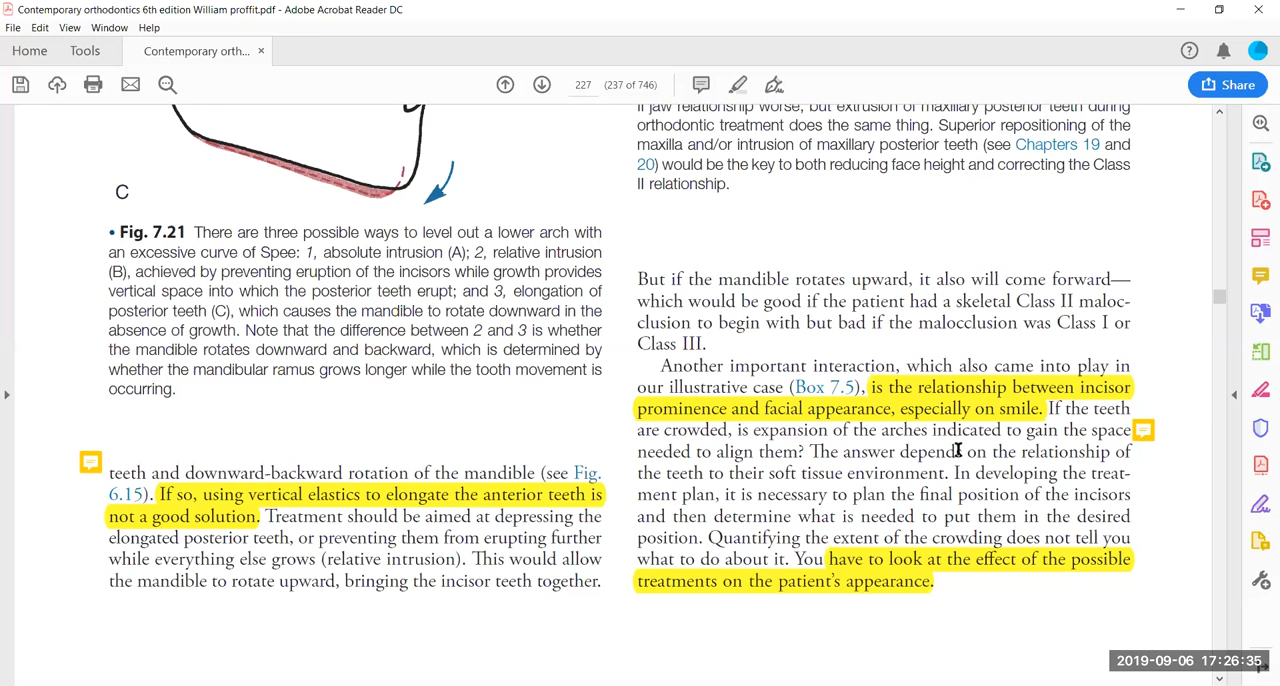 Contemporary orthodontics 6th edition William proffit.pdf - Adobe Acrobat Reader DC
File Edit View Window Help
Home Tools Contemporary orth... ×
227 (237 of 746) Share
C
• Fig. 7.21 There are three possible ways to level out a lower arch with
an excessive curve of Spee: 1, absolute intrusion (A); 2, relative intrusion
(B), achieved by preventing eruption of the incisors while growth provides
vertical space into which the posterior teeth erupt; and 3, elongation of
posterior teeth (C), which causes the mandible to rotate downward in the
absence of growth. Note that the difference between 2 and 3 is whether
the mandible rotates downward and backward, which is determined by
whether the mandibular ramus grows longer while the tooth movement is
occurring.
teeth and downward-backward rotation of the mandible (see Fig.
6.15). If so, using vertical elastics to elongate the anterior teeth is
not a good solution. Treatment should be aimed at depressing the
elongated posterior teeth, or preventing them from erupting further
while everything else grows (relative intrusion). This would allow
the mandible to rotate upward, bringing the incisor teeth together.
II jaw relationship worse, but extrusion of maxillary posterior teeth during
orthodontic treatment does the same thing. Superior repositioning of the
maxilla and/or intrusion of maxillary posterior teeth (see Chapters 19 and
20) would be the key to both reducing face height and correcting the Class
II relationship.
But if the mandible rotates upward, it also will come forward—
which would be good if the patient had a skeletal Class II maloc-
clusion to begin with but bad if the malocclusion was Class I or
Class III.
Another important interaction, which also came into play in
our illustrative case (Box 7.5), is the relationship between incisor
prominence and facial appearance, especially on smile. If the teeth
are crowded, is expansion of the arches indicated to gain the space
needed to align them? The answer depends on the relationship of
the teeth to their soft tissue environment. In developing the treat-
ment plan, it is necessary to plan the final position of the incisors
and then determine what is needed to put them in the desired
position. Quantifying the extent of the crowding does not tell you
what to do about it. You have to look at the effect of the possible
treatments on the patient's appearance.
2019-09-06 17:26:35